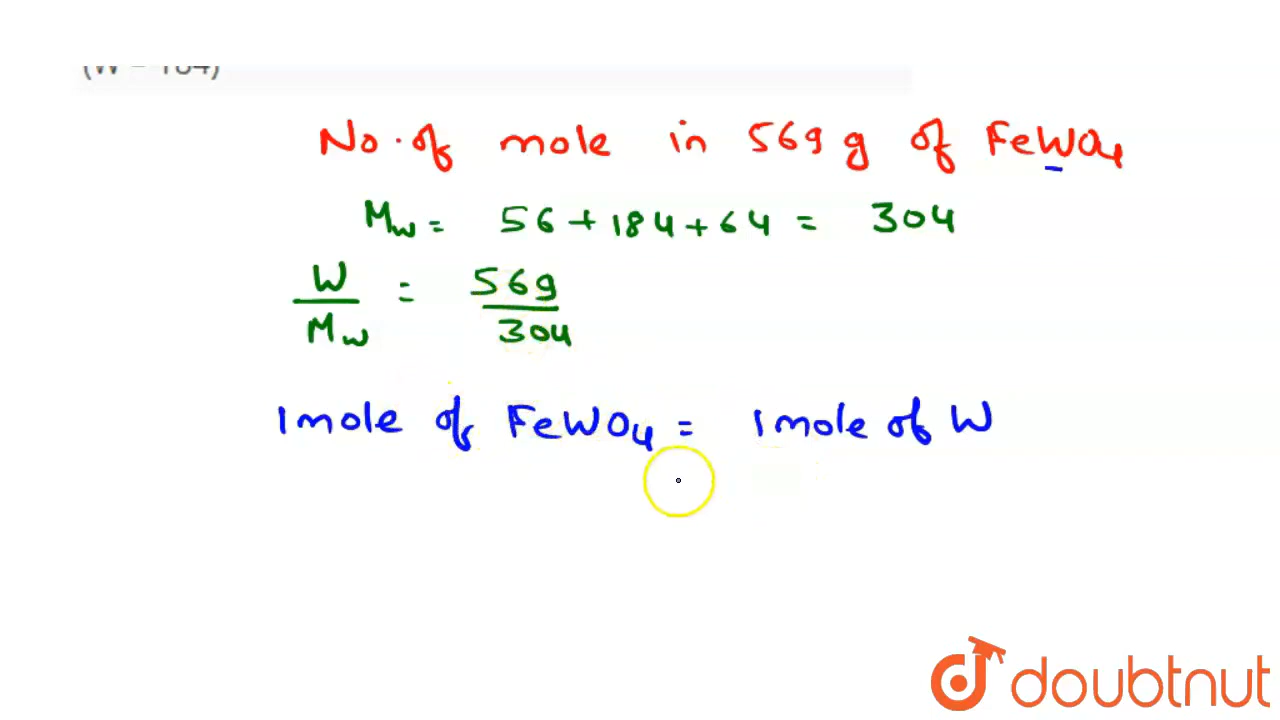 (W = 184)
No. of mole in 569 g of FeWO4
Mw = 56 + 184 + 64 = 304
W/Mw = 569/304
1 mole of FeWO4 = 1 mole of W
doubtnut